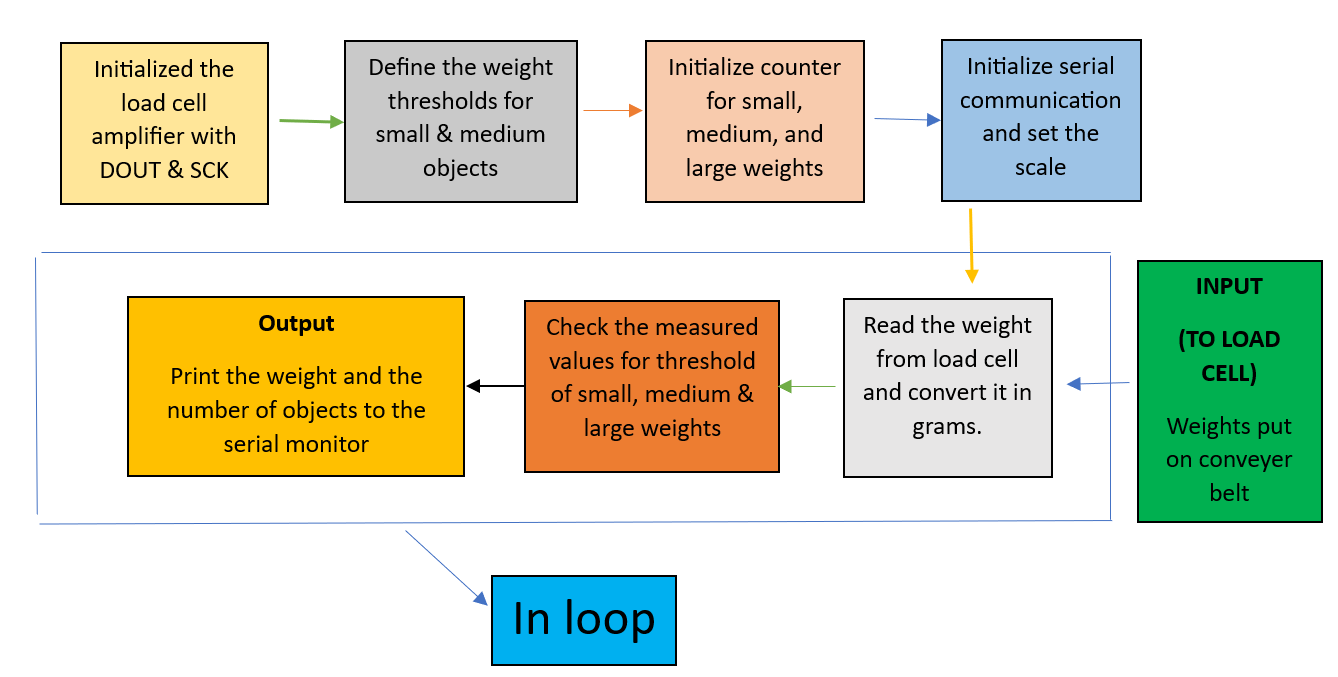 Initialized the
load cell
amplifier with
DOUT & SCK
Define the weight
thresholds for
small & medium
objects
Initialize counter
for small,
medium, and
large weights
Initialize serial
communication
and set the
scale
INPUT
(TO LOAD
CELL)
Weights put
on conveyer
belt
Read the weight
from load cell
and convert it in
grams.
Check the measured
values for threshold
of small, medium &
large weights
Output
Print the weight and the
number of objects to the
serial monitor
In loop